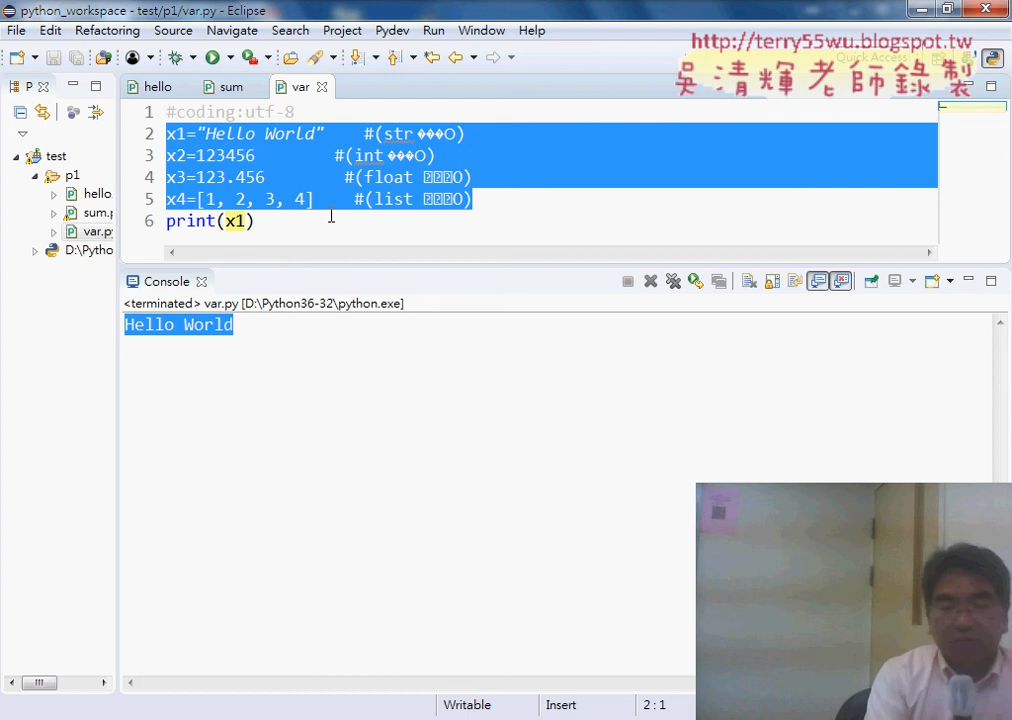 python_workspace - test/p1/var.py - Eclipse
File Edit Refactoring Source Navigate Search Project Pydev Run Window Help
http://terry55wu.blogspot.tw
Quick Access
吳清輝老師錄製
P
hello sum var
1 #coding:utf-8
2 x1="Hello World" #(str ���O)
3 x2=123456 #(int ���O)
4 x3=123.456 #(float O)
5 x4=[1, 2, 3, 4] #(list O)
6 print(x1)
test
p1
hello
sum.p
var.py
D:\Pytho
Console
<terminated> var.py [D:\Python36-32\python.exe]
Hello World
Writable Insert 2 : 1